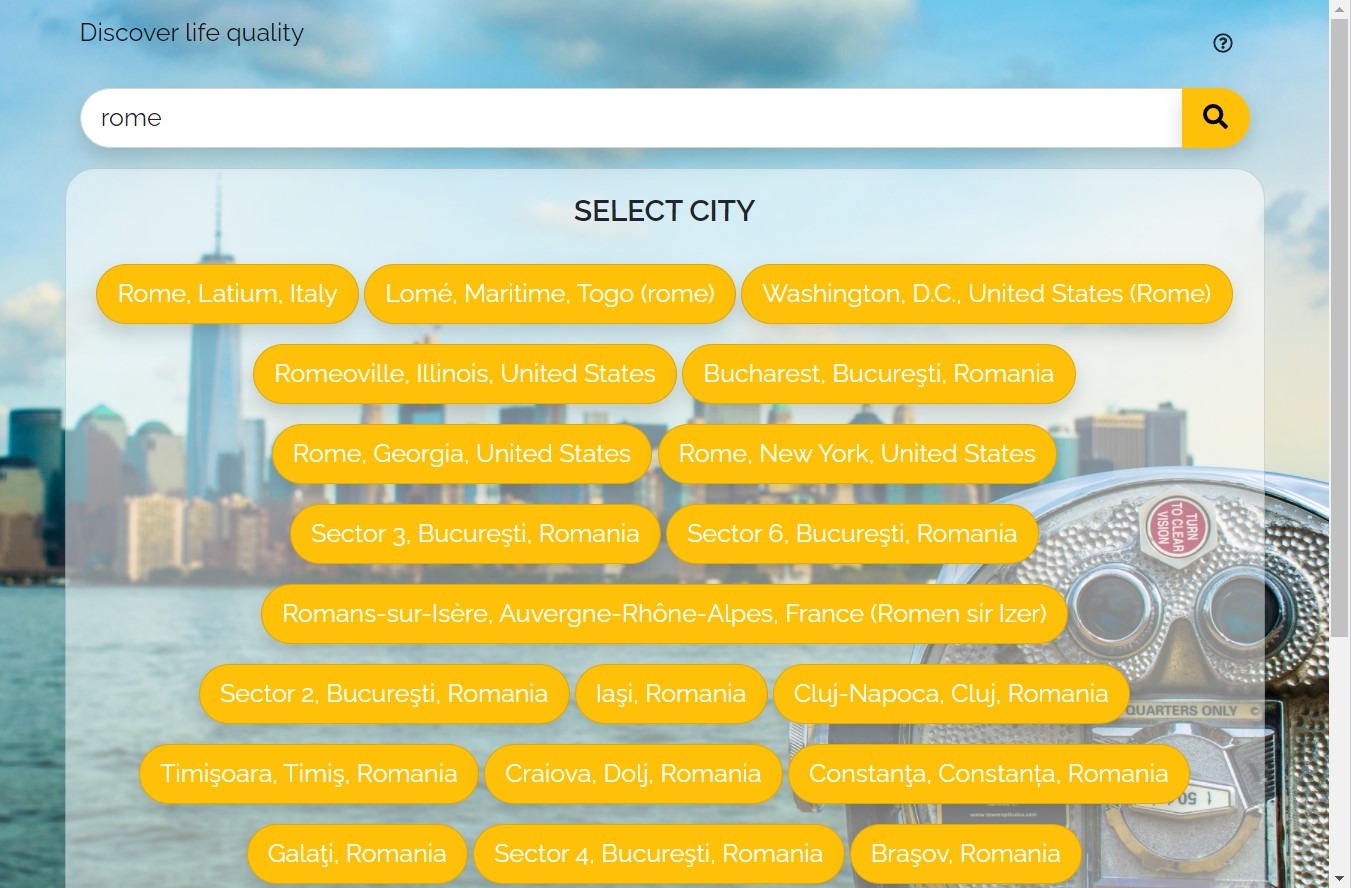 Discover life quality
rome
SELECT CITY
Rome, Latium, Italy
Lomé, Maritime, Togo (rome)
Washington, D.C., United States (Rome)
Romeoville, Illinois, United States
Bucharest, Bucureşti, Romania
Rome, Georgia, United States
Rome, New York, United States
Sector 3, Bucureşti, Romania
Sector 6, Bucureşti, Romania
TURN
TO CLEAR
VISION
Romans-sur-Isère, Auvergne-Rhône-Alpes, France (Romen sir Izer)
Sector 2, Bucureşti, Romania
Iaşi, Romania
Cluj-Napoca, Cluj, Romania
QUARTERS ONLY ©
Timişoara, Timiş, Romania
Craiova, Dolj, Romania
Constanţa, Constanța, Romania
Galaţi, Romania
Sector 4, Bucureşti, Romania
Braşov, Romania